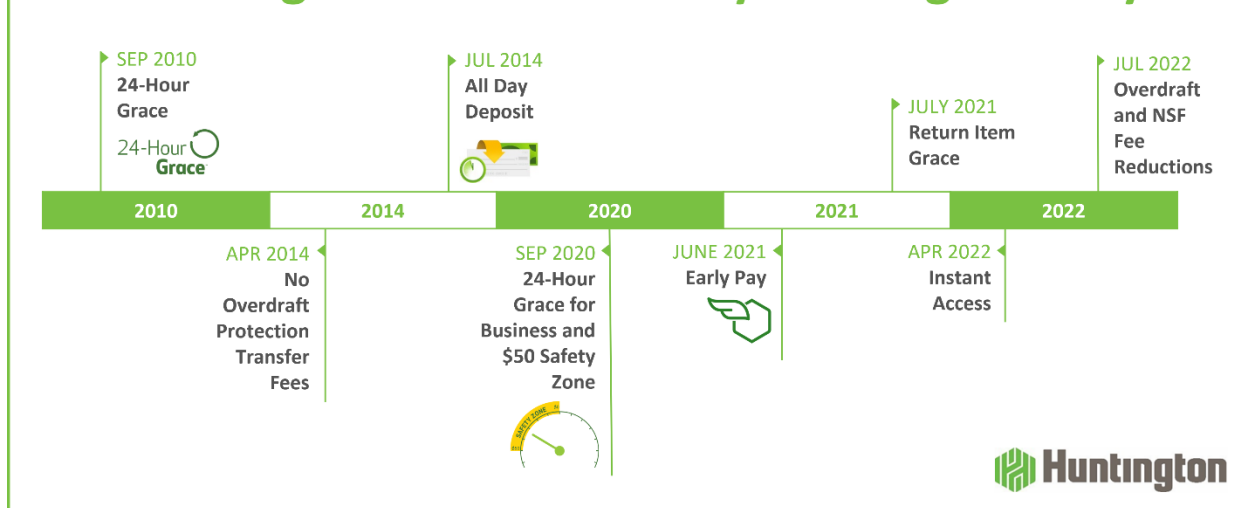 SEP 2010
24-Hour
Grace
24-Hour
Grace
JUL 2014
All Day
Deposit
JULY 2021
Return Item
Grace
JUL 2022
Overdraft
and NSF
Fee
Reductions
2010 2014 2020 2021 2022
APR 2014
No
Overdraft
Protection
Transfer
Fees
SEP 2020
24-Hour
Grace for
Business and
$50 Safety
Zone
SAFETY ZONE
JUNE 2021
Early Pay
APR 2022
Instant
Access
Huntington